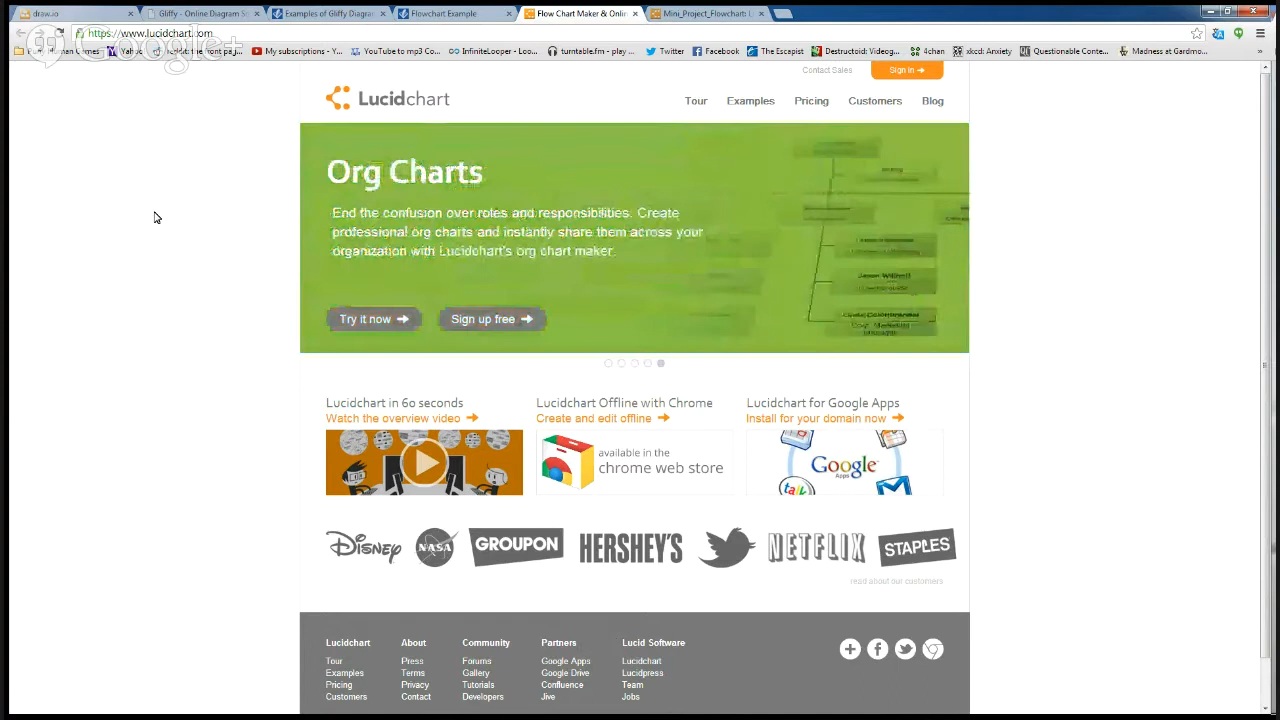 draw.io
Gliffy - Online Diagram S
Examples of Gliffy Diagram
Flowchart Example
Flow Chart Maker & Onlin
Mini_Project_Flowchart: L
https://www.lucidchart.com
Google+
Yahoo
the front page...
My subscriptions - Y...
YouTube to mp3 Co...
InfiniteLooper - Loo...
turntable.fm - play ...
Twitter
Facebook
The Escapist
Destructoid: Videog...
4chan
xkcd: Anxiety
Questionable Conte...
Madness at Gardmo...
»
Contact Sales
Sign in
Lucidchart
Tour
Examples
Pricing
Customers
Blog
Org Charts
End the confusion over roles and responsibilities. Create
professional org charts and instantly share them across your
organization with Lucidchart's org chart maker.
Try it now
Sign up free
Lucidchart in 60 seconds
Watch the overview video
Lucidchart Offline with Chrome
Create and edit offline
available in the
chrome web store
Lucidchart for Google Apps
Install for your domain now
Google
Apps
talk
Disney
NASA
GROUPON
HERSHEY'S
NETFLIX
STAPLES
read about our customers
Lucidchart
Tour
Examples
Pricing
Customers
About
Press
Terms
Privacy
Contact
Community
Forums
Gallery
Tutorials
Developers
Partners
Google Apps
Google Drive
Confluence
Jive
Lucid Software
Lucidchart
Lucidpress
Team
Jobs